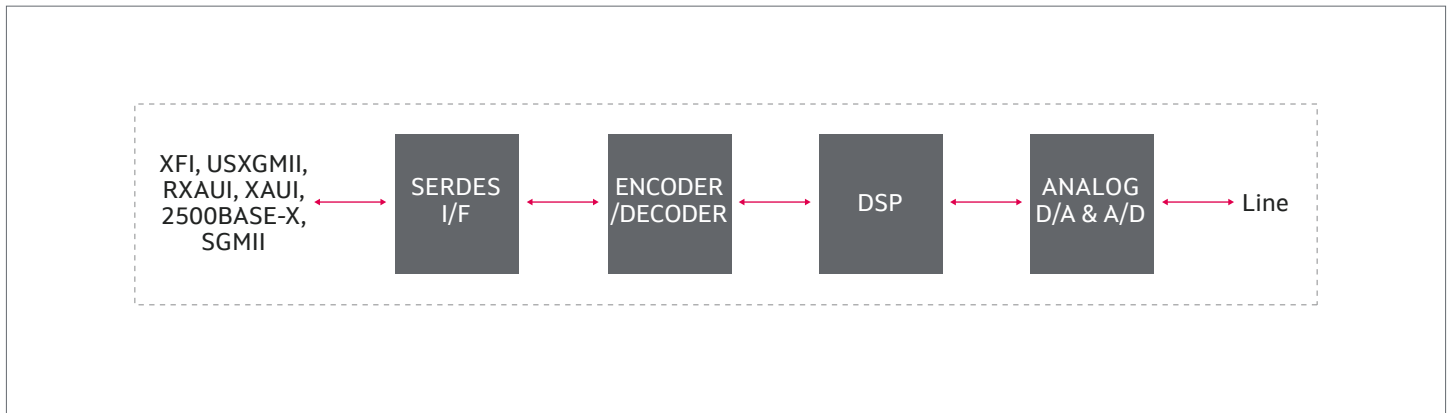 XFI, USXGMII,
RXAUI, XAUI,
2500BASE-X,
SGMII
SERDES
I/F
ENCODER
/DECODER
DSP
ANALOG
D/A & A/D
Line